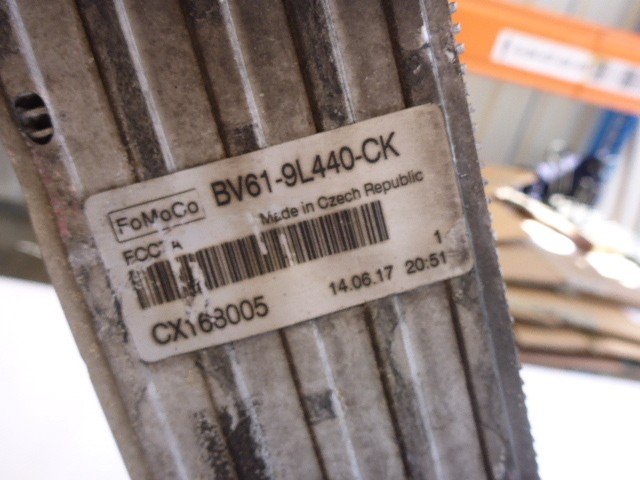 FoMoCo BV61-9L440-CK
Made in Czech Republic
1
CX168005 14.06.17 20:51